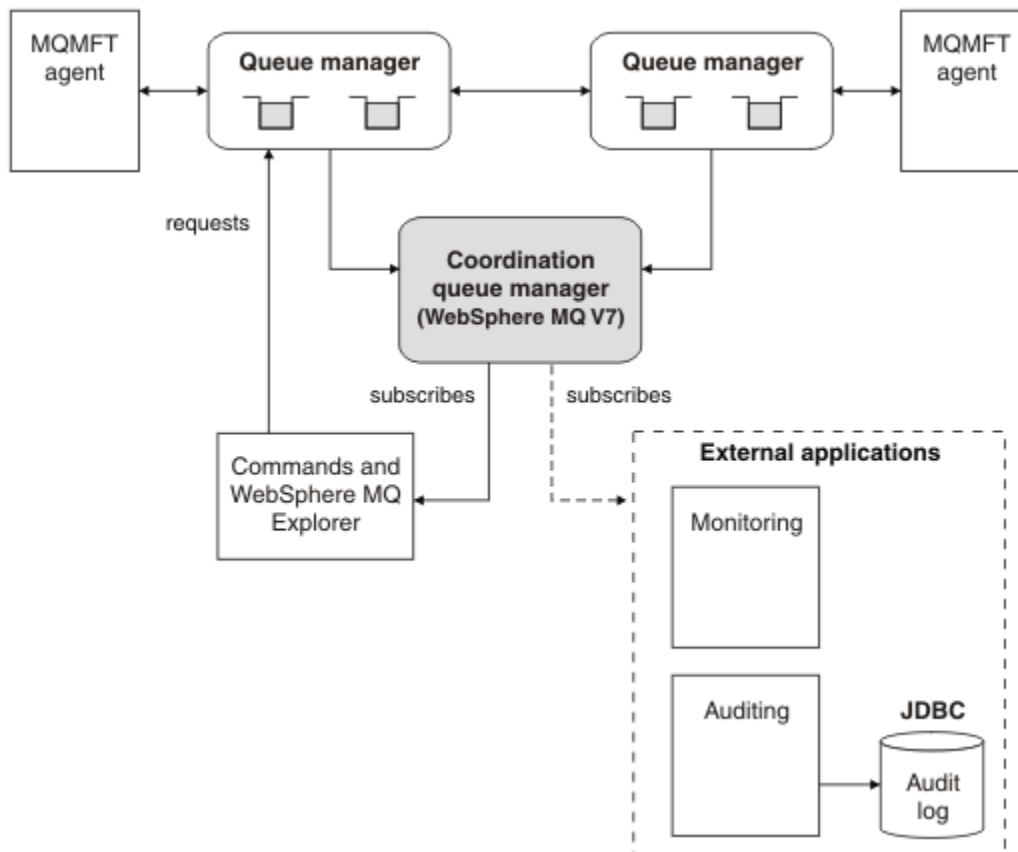 MQMFT
agent
Queue manager
Queue manager
MQMFT
agent
requests
Coordination
queue manager
(WebSphere MQ V7)
subscribes
subscribes
Commands and
WebSphere MQ
Explorer
External applications
Monitoring
Auditing
JDBC
Audit
log